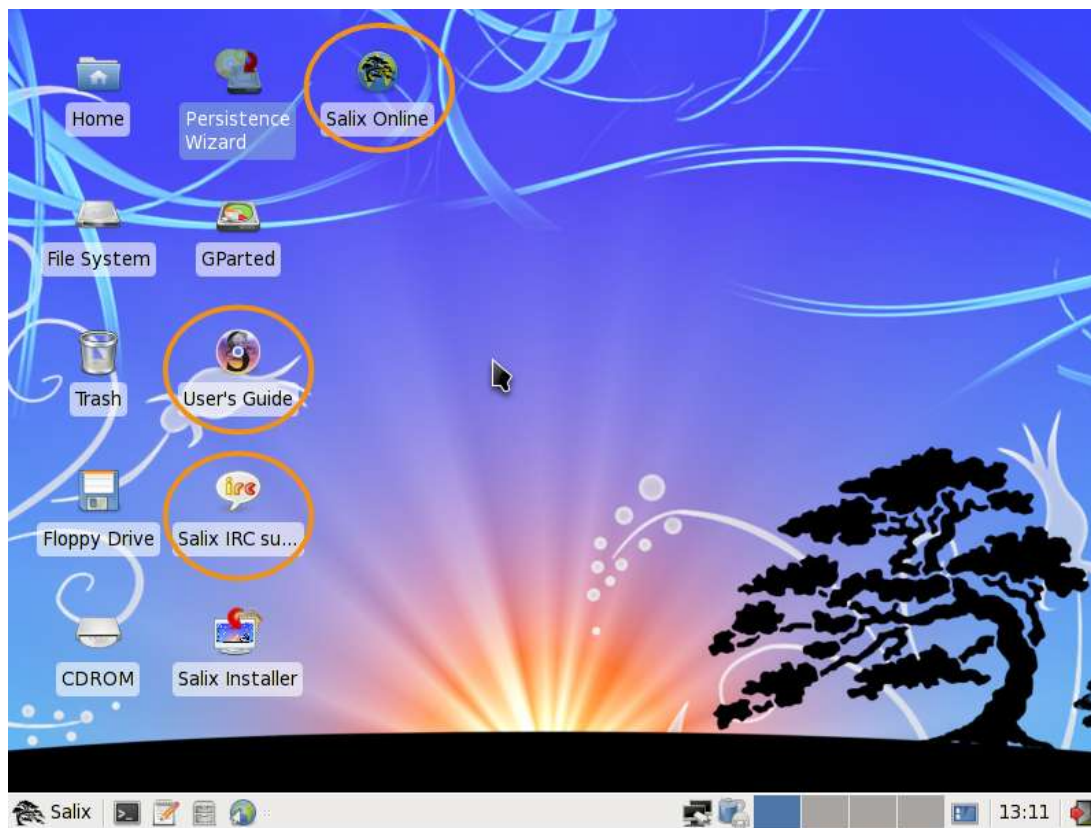 Home
Persistence
Wizard
Salix Online
File System
GParted
Trash
User's Guide
Floppy Drive
irc
Salix IRC su...
CDROM
Salix Installer
Salix
13:11